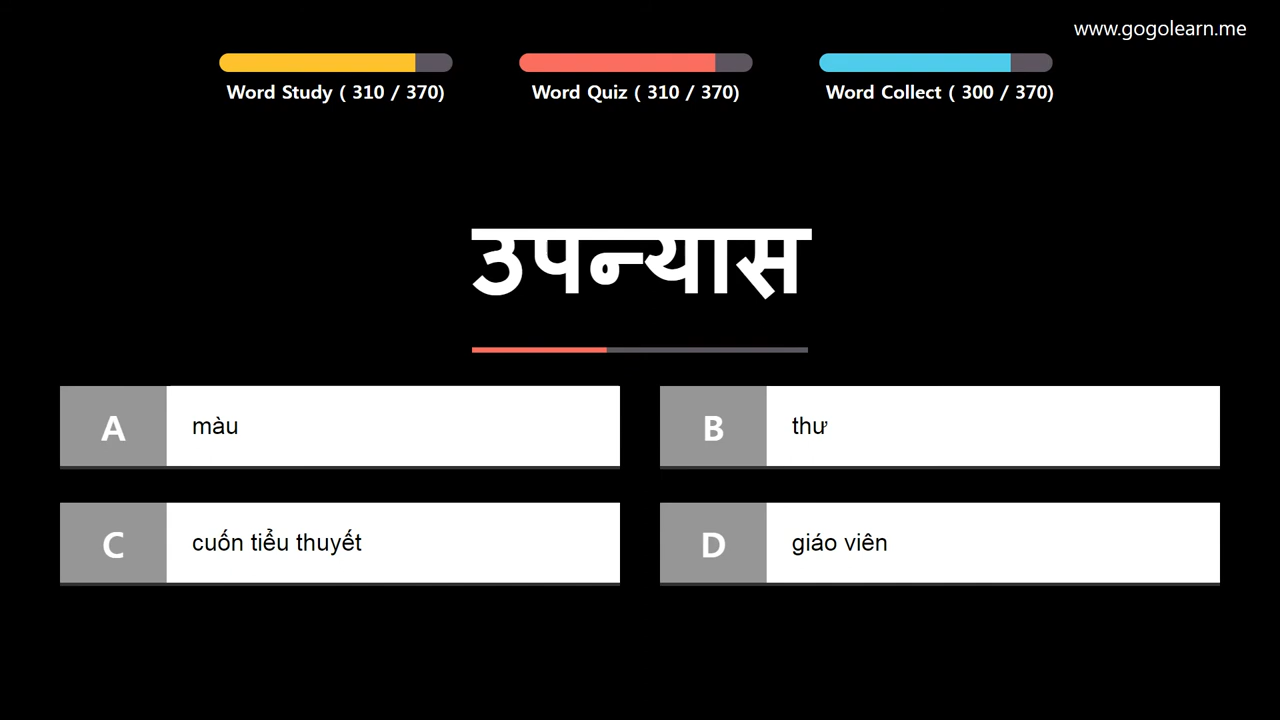 www.gogolearn.me
Word Study ( 310 / 370)
Word Quiz ( 310 / 370)
Word Collect ( 300 / 370)
उपन्यास
A
màu
B
thư
C
cuốn tiểu thuyết
D
giáo viên